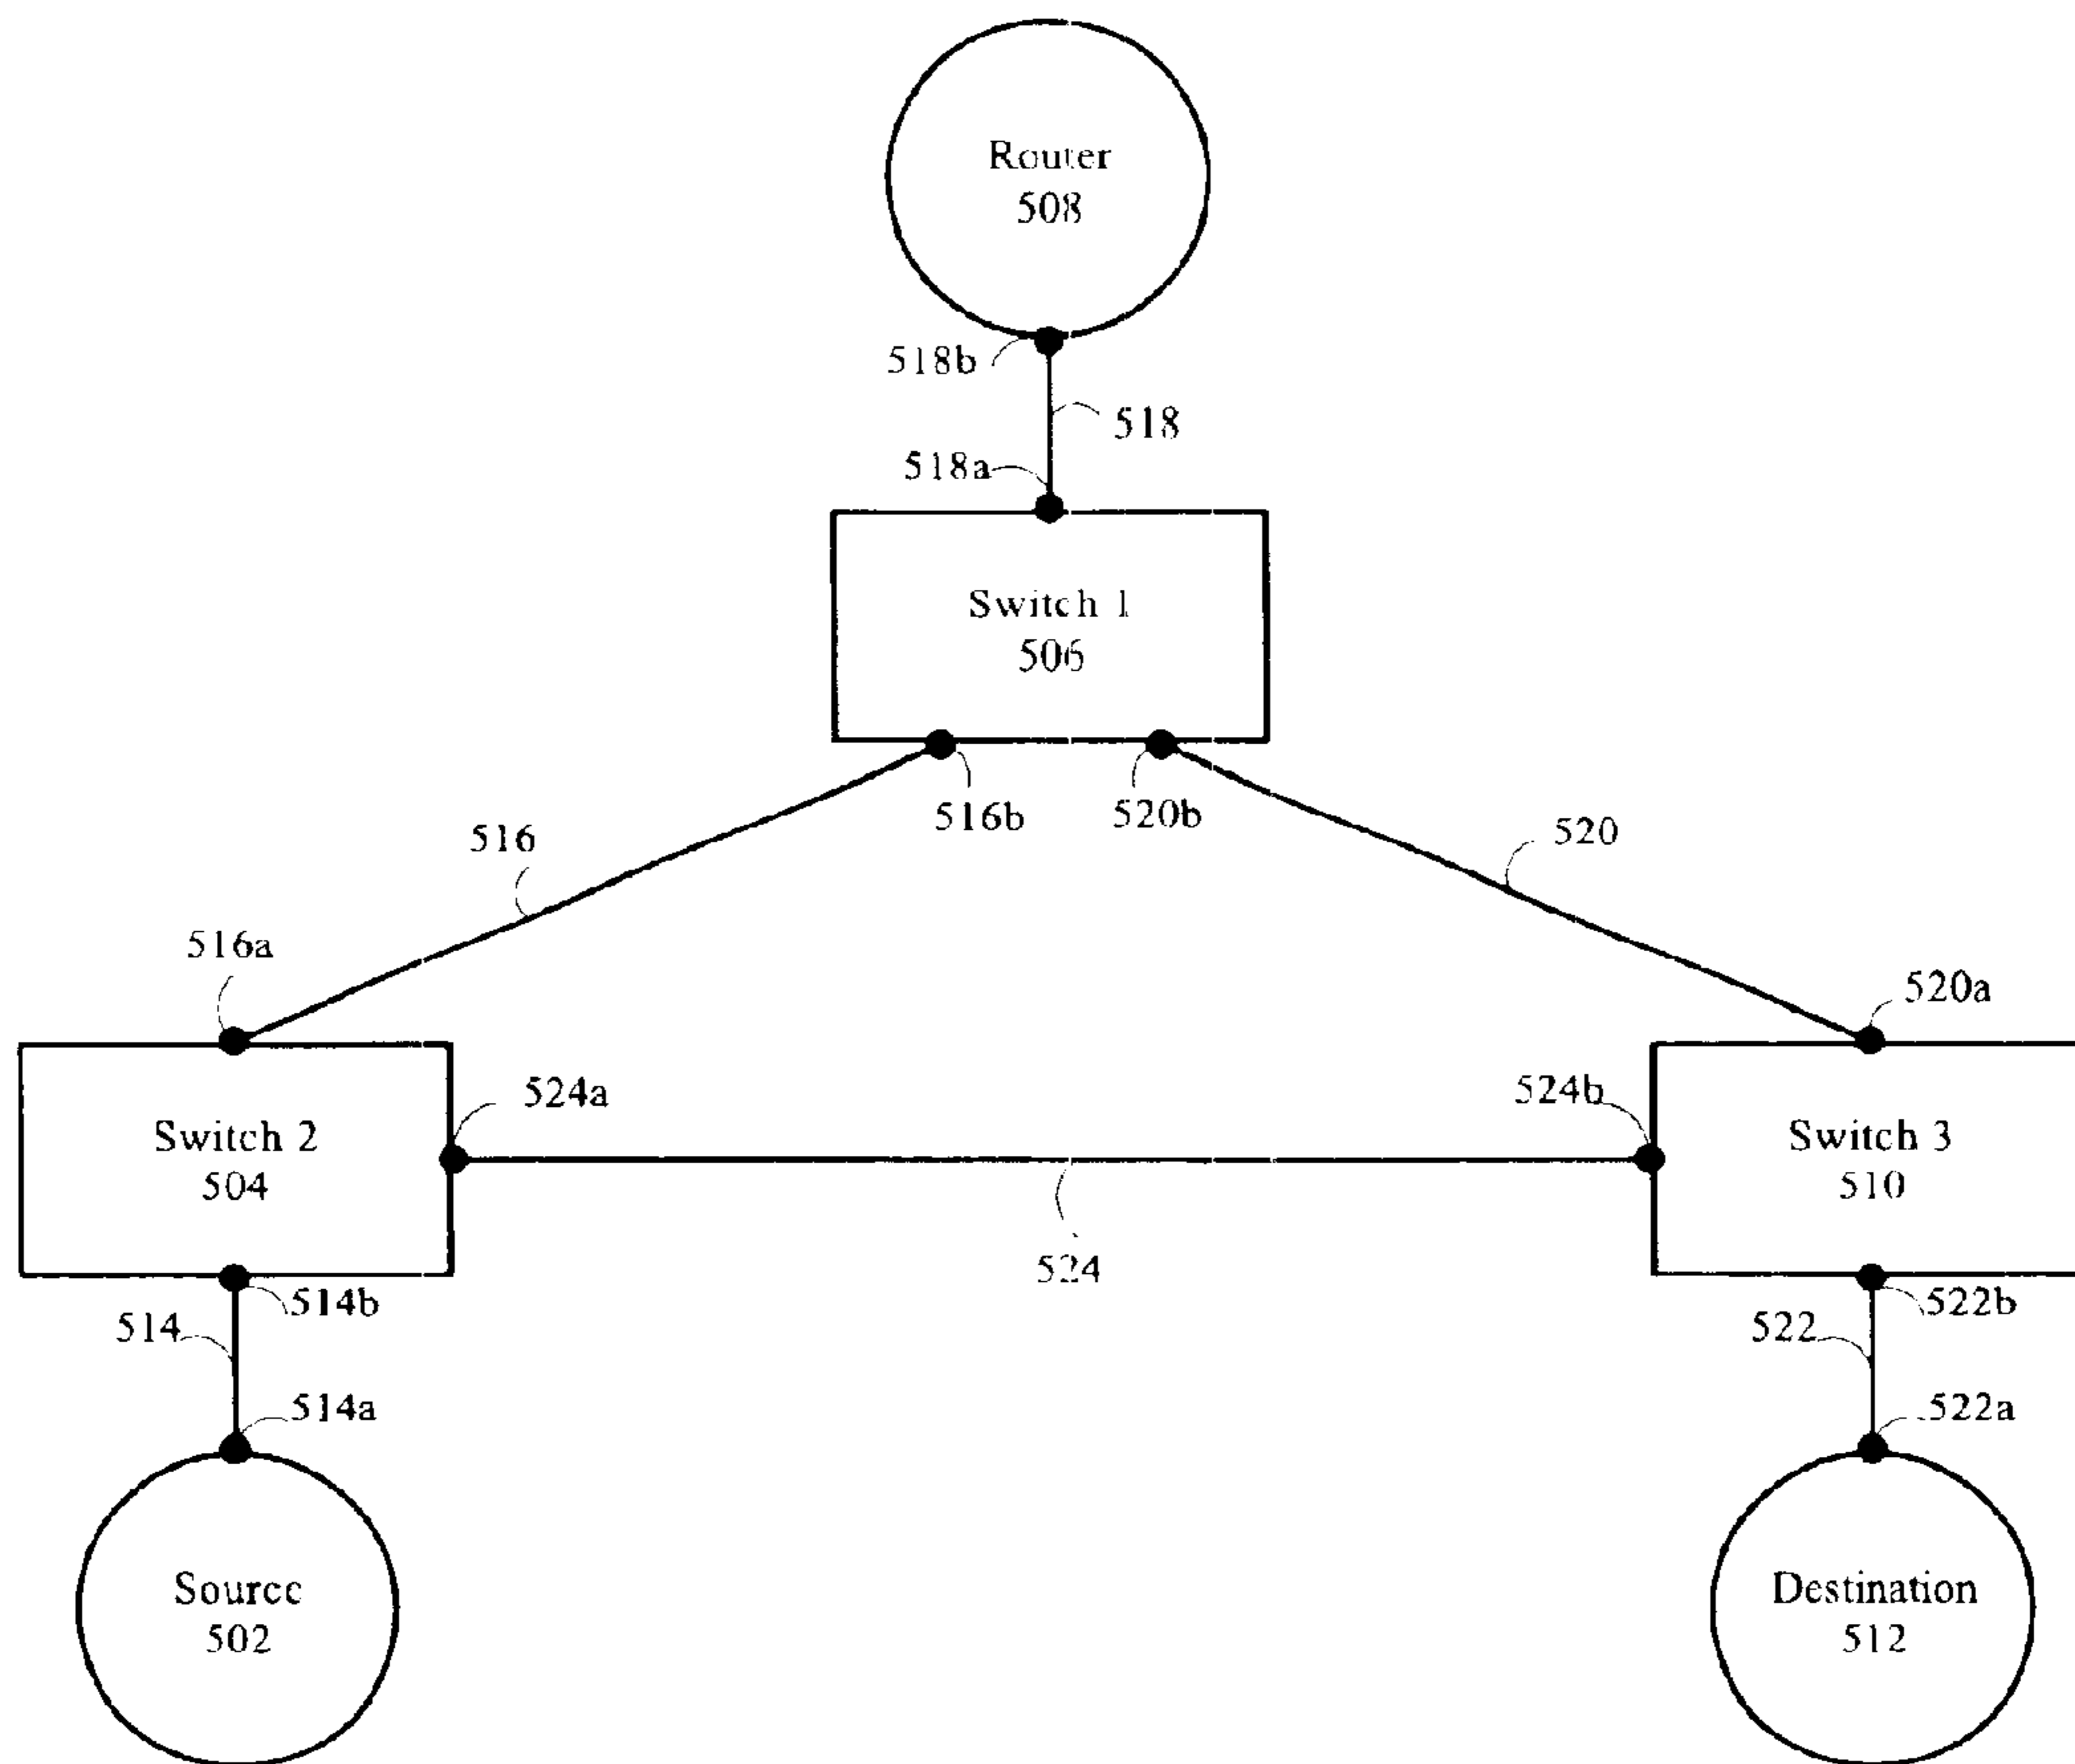 Router
508
518b
518
518a
Switch 1
506
516b
520b
516
520
516a
520a
524a
524b
Switch 2
504
Switch 3
510
524
514b
522b
514
522
514a
522a
Source
502
Destination
512